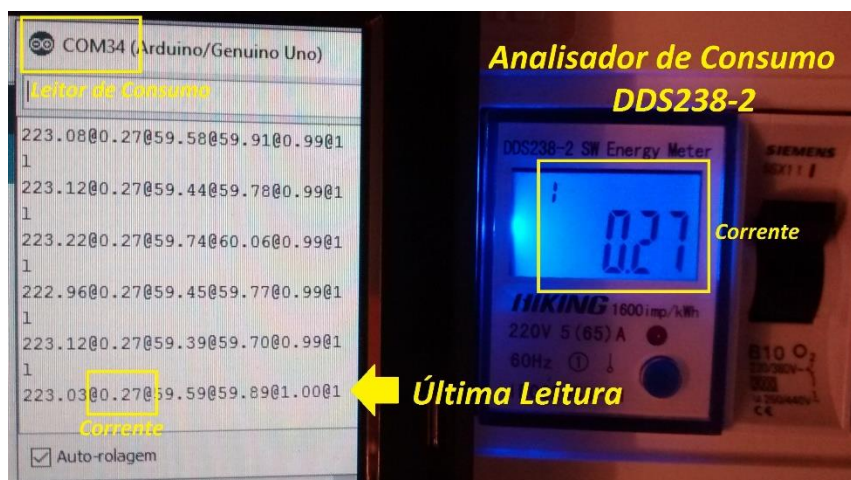 COM34 (Arduino/Genuino Uno)
Leitor de Consumo
223.08@0.27@59.58@59.91@0.99@1
1
223.12@0.27@59.44@59.78@0.99@1
1
223.22@0.27@59.74@60.06@0.99@1
1
222.96@0.27@59.45@59.77@0.99@1
1
223.12@0.27@59.39@59.70@0.99@1
1
223.03@0.27@59.59@59.89@1.00@1
Corrente
Auto-rolagem
Última Leitura
Analisador de Consumo
DDS238-2
DDS238-2 SW Energy Meter
1
0.27
Corrente
HIKING 1600imp/kWh
220V 5(65)A
60Hz 1
SIEMENS
5SX1 1
B10